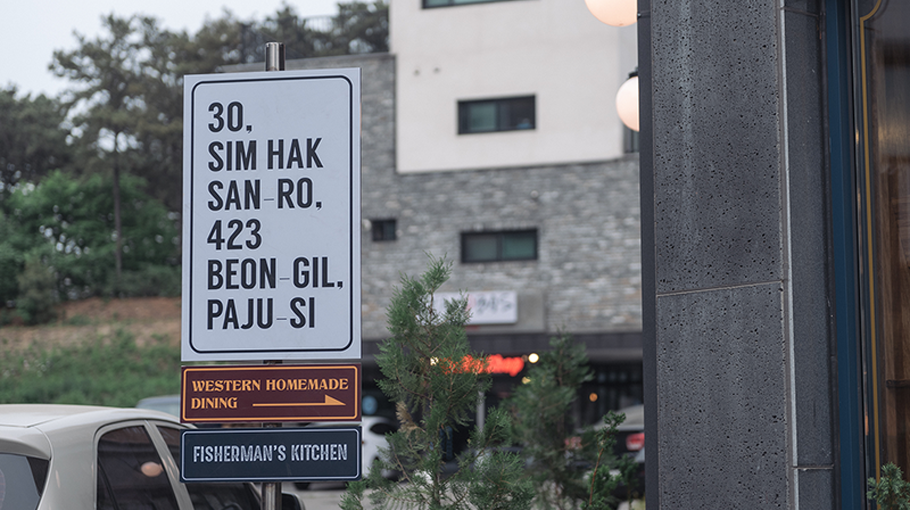 30,
SIM HAK
SAN-RO,
423
BEON-GIL,
PAJU-SI
WESTERN HOMEMADE
DINING
FISHERMAN'S KITCHEN